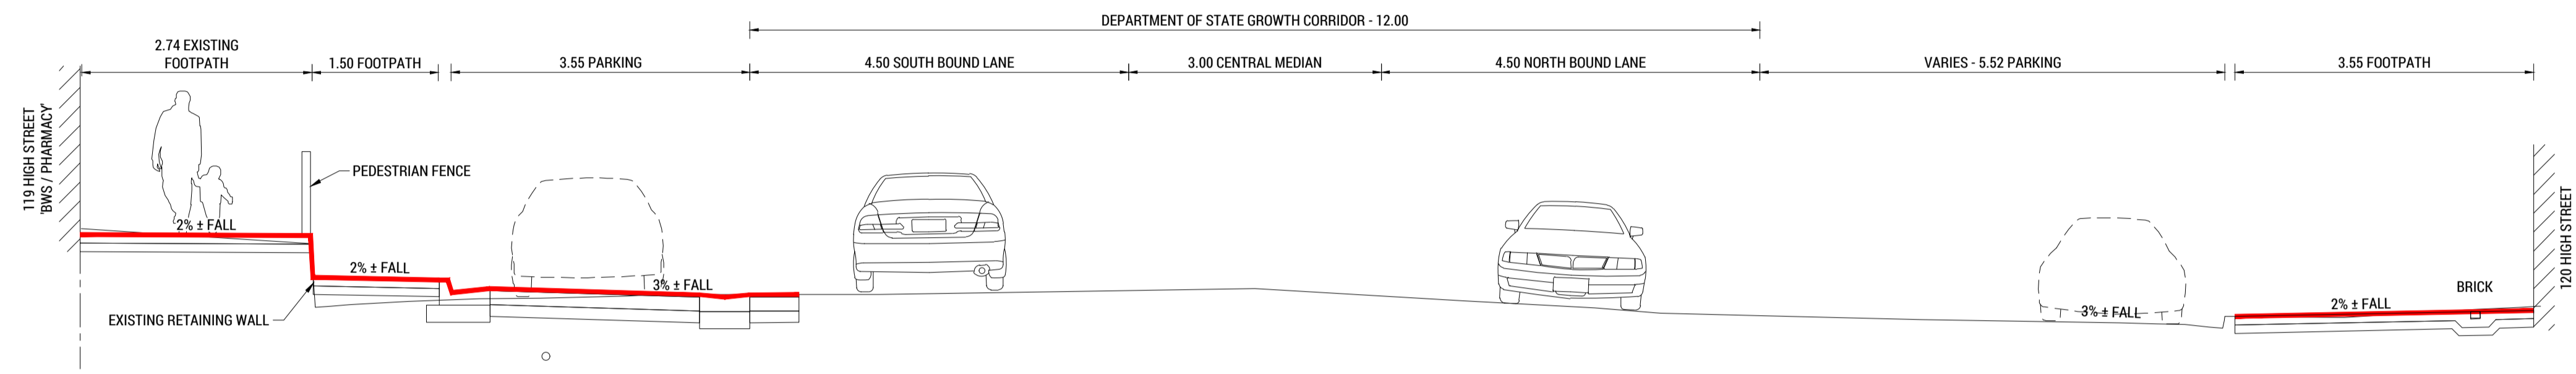 DEPARTMENT OF STATE GROWTH CORRIDOR - 12.00
2.74 EXISTING
FOOTPATH
1.50 FOOTPATH
3.55 PARKING
4.50 SOUTH BOUND LANE
3.00 CENTRAL MEDIAN
4.50 NORTH BOUND LANE
VARIES - 5.52 PARKING
3.55 FOOTPATH
119 HIGH STREET
'BWS / PHARMACY'
PEDESTRIAN FENCE
2% ± FALL
2% ± FALL
3% ± FALL
EXISTING RETAINING WALL
3% ± FALL
2% ± FALL
BRICK
120 HIGH STREET